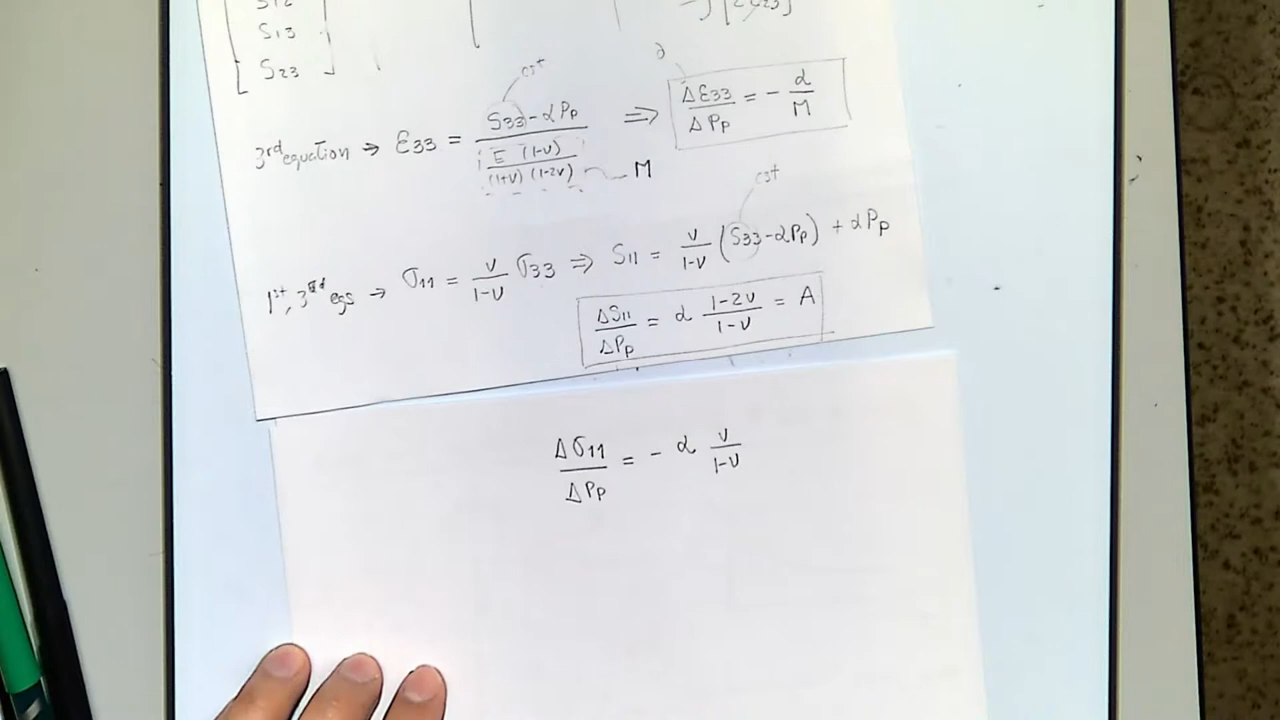 S13
S23
cst
3rd equation → ε33 = (S33 - αPp) / (E (1-ν) / (1+ν) (1-2ν)) ⇒ Δε33 / ΔPp = - α / M
M
cst
1st, 3rd eqs → σ11 = ν / 1-ν σ33 ⇒ S11 = ν / 1-ν (S33 - αPp) + αPp
ΔS11 / ΔPp = α 1-2ν / 1-ν = A
Δσ11 / ΔPp = - α ν / 1-ν